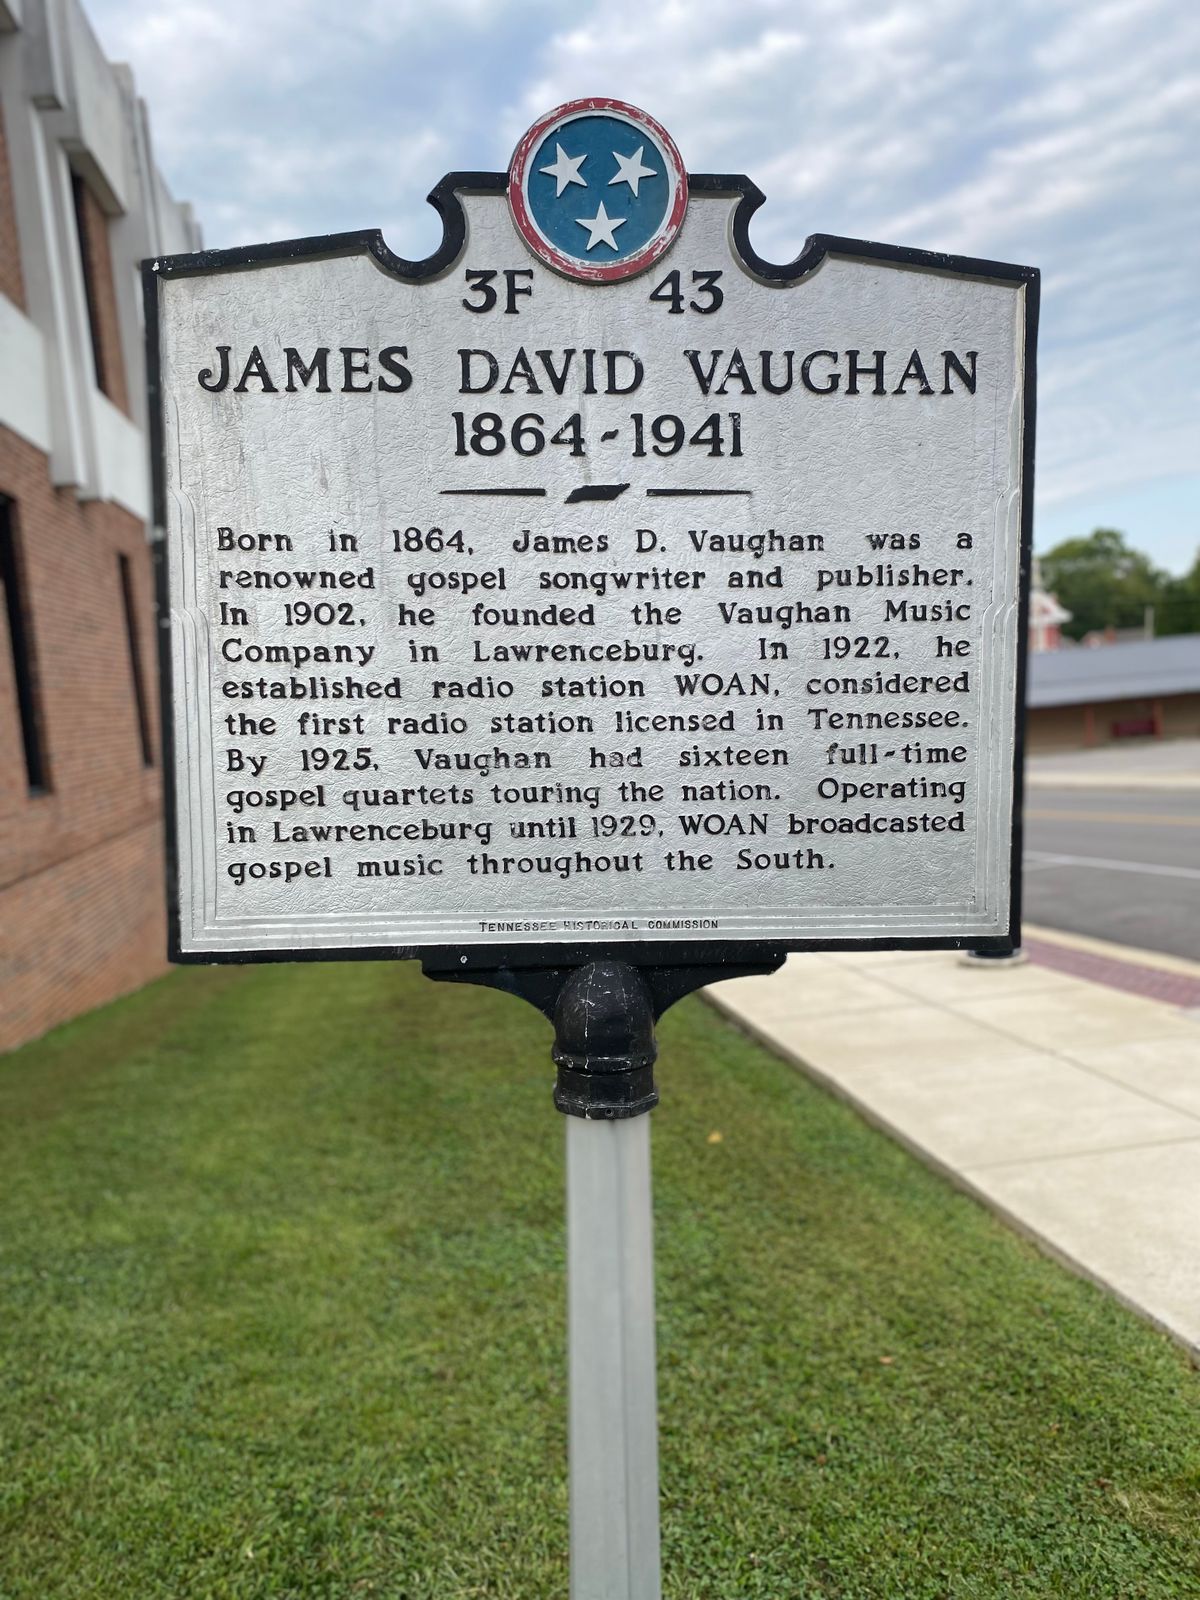 3F 43
JAMES DAVID VAUGHAN
1864-1941
Born in 1864, James D. Vaughan was a
renowned gospel songwriter and publisher.
In 1902, he founded the Vaughan Music
Company in Lawrenceburg. In 1922, he
established radio station WOAN, considered
the first radio station licensed in Tennessee.
By 1925, Vaughan had sixteen full-time
gospel quartets touring the nation. Operating
in Lawrenceburg until 1929, WOAN broadcasted
gospel music throughout the South.
TENNESSEE HISTORICAL COMMISSION